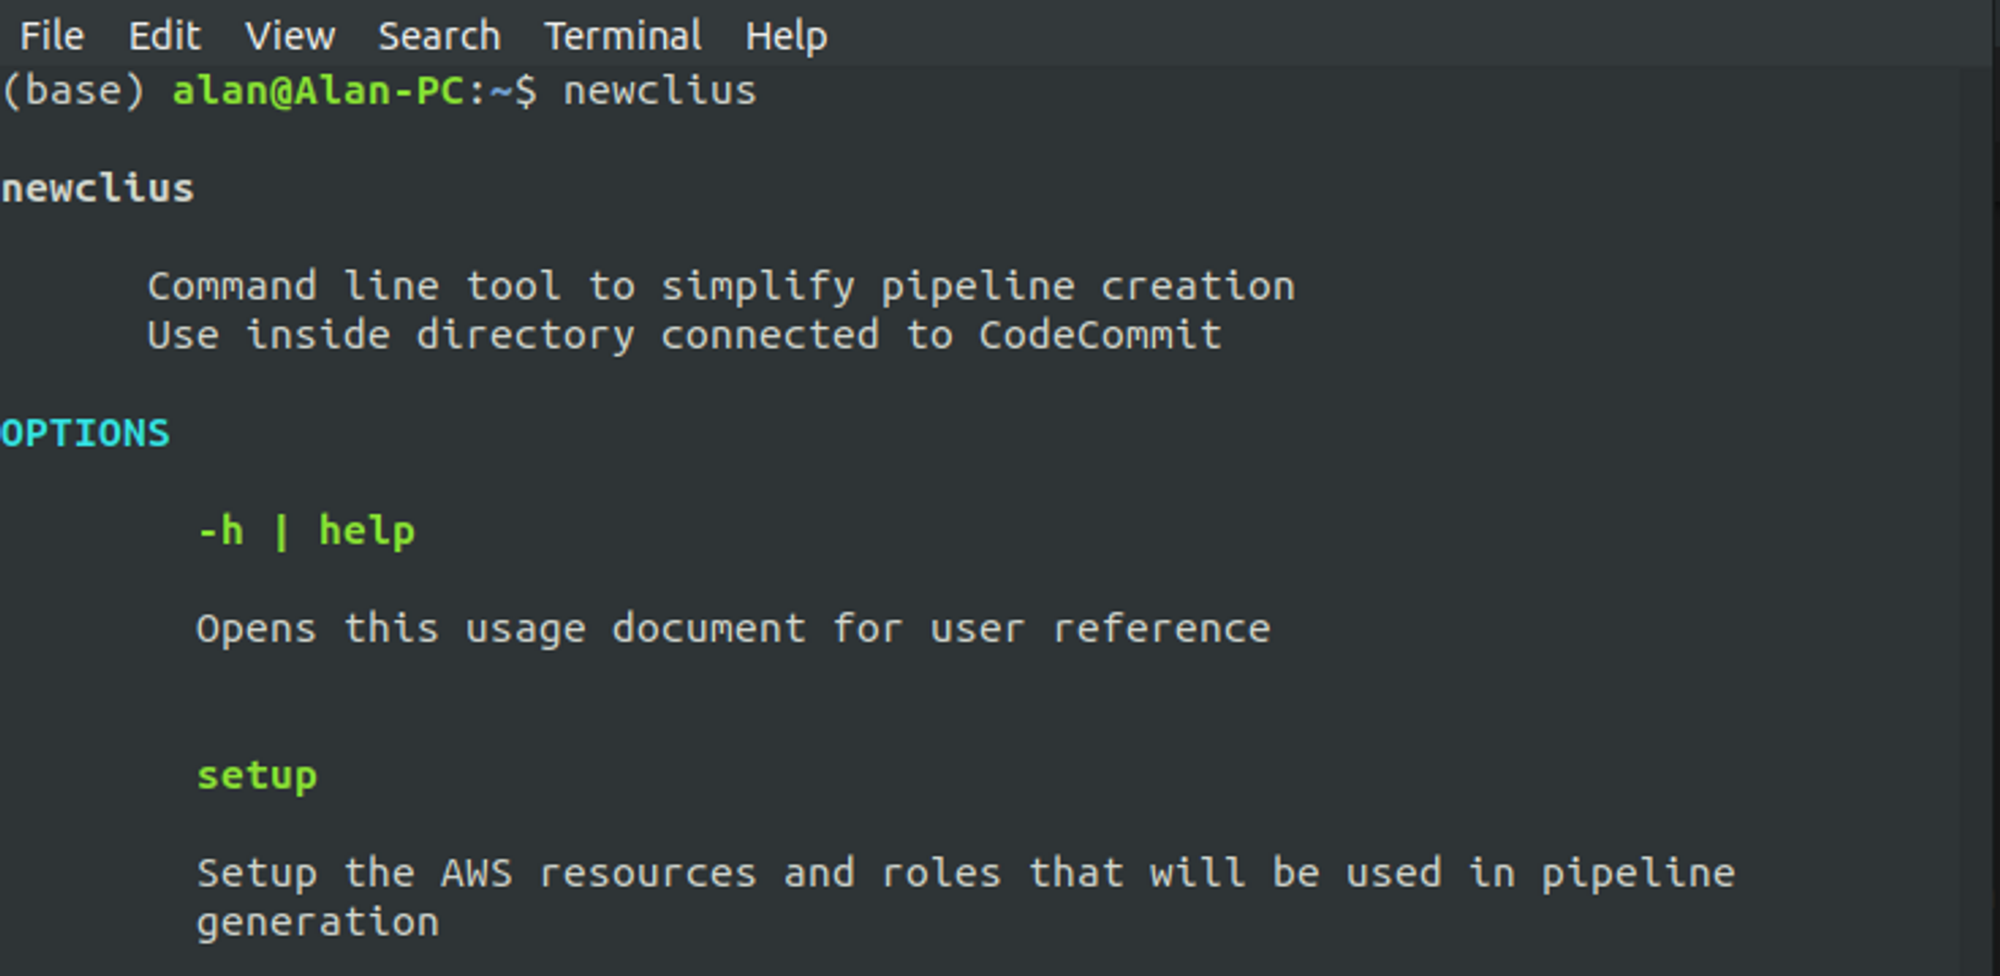 File Edit View Search Terminal Help
(base) alan@Alan-PC:~$ newclius
newclius
Command line tool to simplify pipeline creation
Use inside directory connected to CodeCommit
OPTIONS
-h | help
Opens this usage document for user reference
setup
Setup the AWS resources and roles that will be used in pipeline
generation